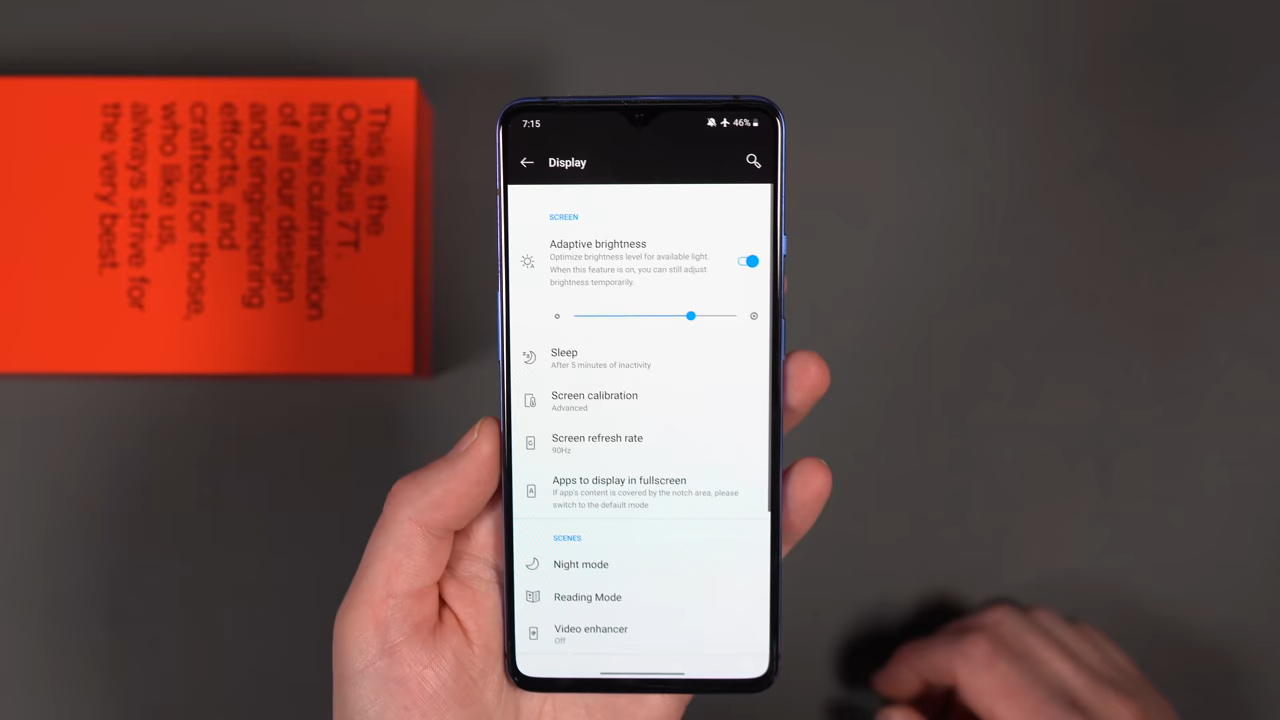 This is the
OnePlus 7T.
It's the culmination
of all our design
and engineering
efforts, and
crafted for those,
who like us,
always strive for
the very best.
7:15
46%
Display
SCREEN
Adaptive brightness
Optimize brightness level for available light.
When this feature is on, you can still adjust
brightness temporarily.
Sleep
After 5 minutes of inactivity
Screen calibration
Advanced
Screen refresh rate
90Hz
Apps to display in fullscreen
If app's content is covered by the notch area, please
switch to the default mode
SCENES
Night mode
Reading Mode
Video enhancer
Off